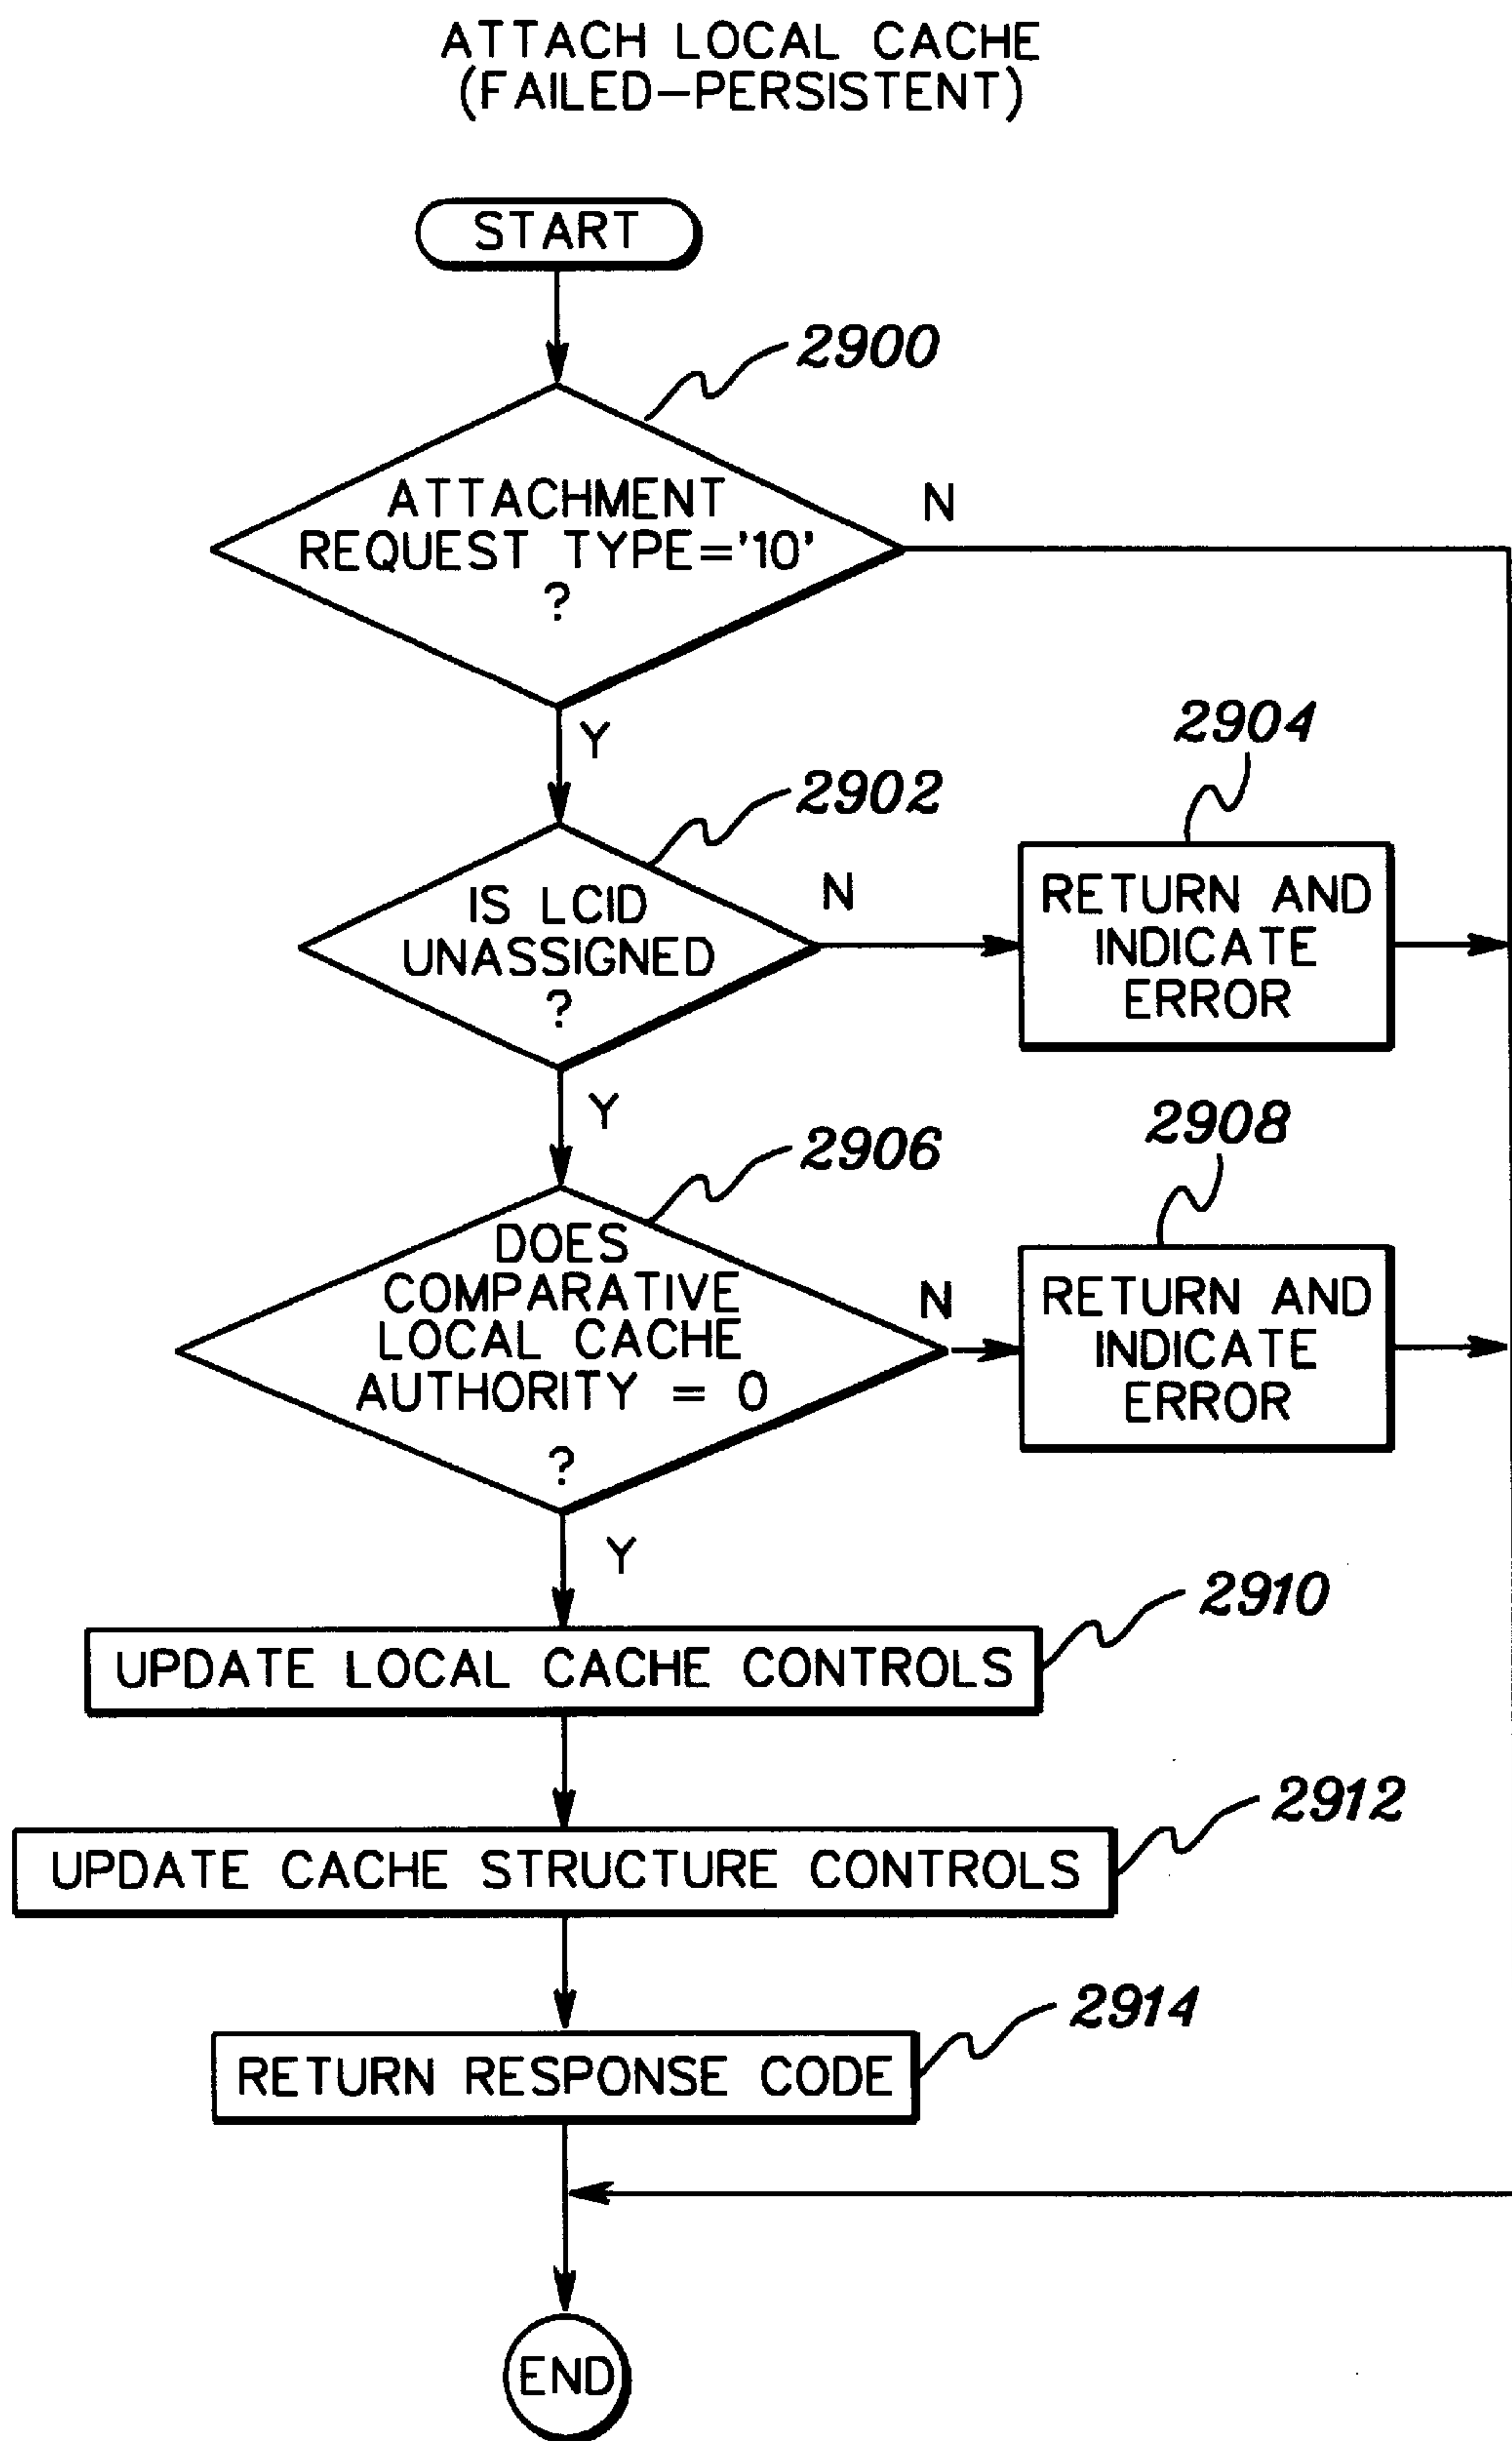 ATTACH LOCAL CACHE
(FAILED-PERSISTENT)
START
2900
ATTACHMENT
REQUEST TYPE='10'
?
N
Y
2902
IS LCID
UNASSIGNED
?
N
2904
RETURN AND
INDICATE
ERROR
Y
2906
DOES
COMPARATIVE
LOCAL CACHE
AUTHORITY = 0
?
N
2908
RETURN AND
INDICATE
ERROR
Y
2910
UPDATE LOCAL CACHE CONTROLS
2912
UPDATE CACHE STRUCTURE CONTROLS
2914
RETURN RESPONSE CODE
END